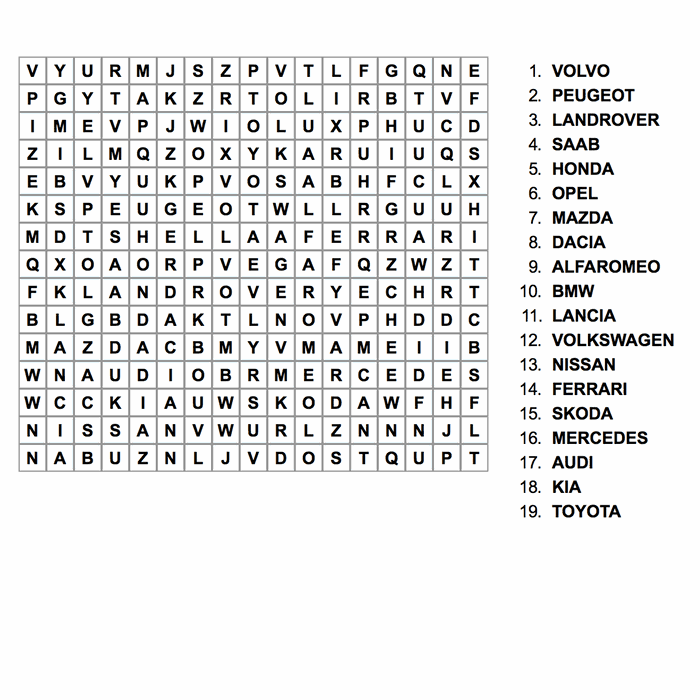 V Y U R M J S Z P V T L F G Q N E
P G Y T A K Z R T O L I R B T V F
I M E V P J W I O L U X P H U C D
Z I L M Q Z O X Y K A R U I U Q S
E B V Y U K P V O S A B H F C L X
K S P E U G E O T W L L R G U U H
M D T S H E L L A A F E R R A R I
Q X O A O R P V E G A F Q Z W Z T
F K L A N D R O V E R Y E C H R T
B L G B D A K T L N O V P H D D C
M A Z D A C B M Y V M A M E I I B
W N A U D I O B R M E R C E D E S
W C C K I A U W S K O D A W F H F
N I S S A N V W U R L Z N N N J L
N A B U Z N L J V D O S T Q U P T
1. VOLVO
2. PEUGEOT
3. LANDROVER
4. SAAB
5. HONDA
6. OPEL
7. MAZDA
8. DACIA
9. ALFAROMEO
10. BMW
11. LANCIA
12. VOLKSWAGEN
13. NISSAN
14. FERRARI
15. SKODA
16. MERCEDES
17. AUDI
18. KIA
19. TOYOTA